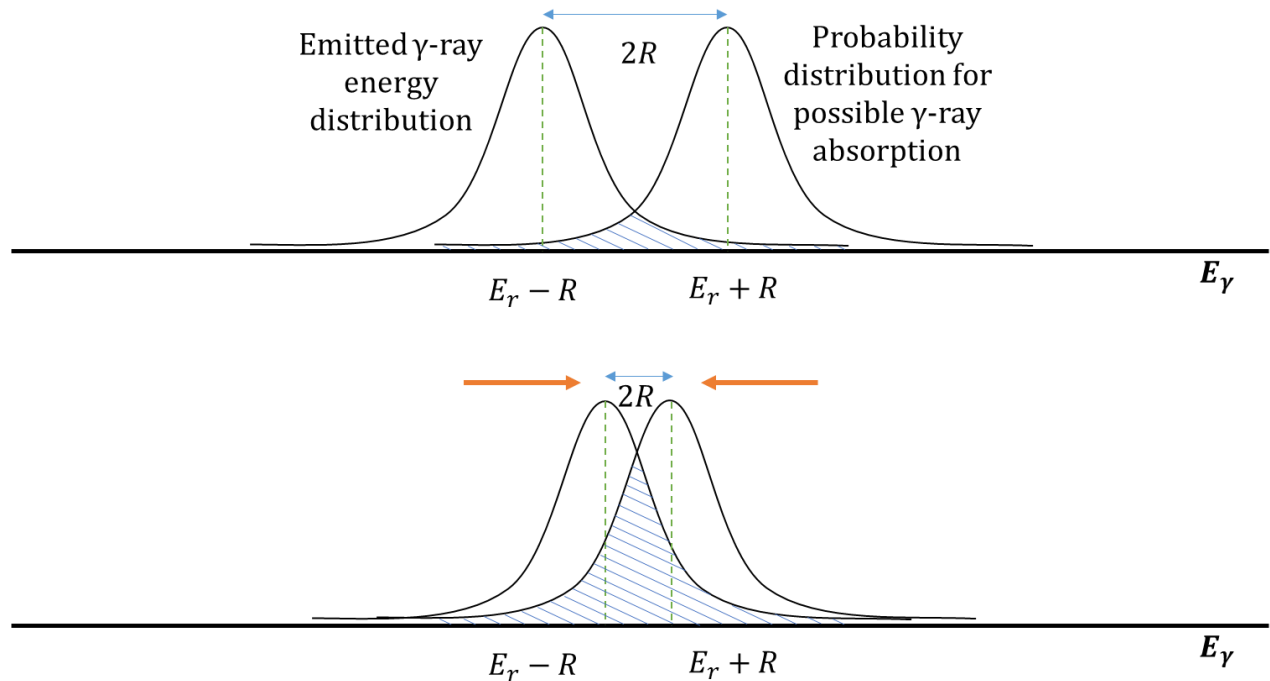 Emitted γ-ray
energy
distribution
2R
Probability
distribution for
possible γ-ray
absorption
E_r − R
E_r + R
E_γ
2R
E_r − R
E_r + R
E_γ